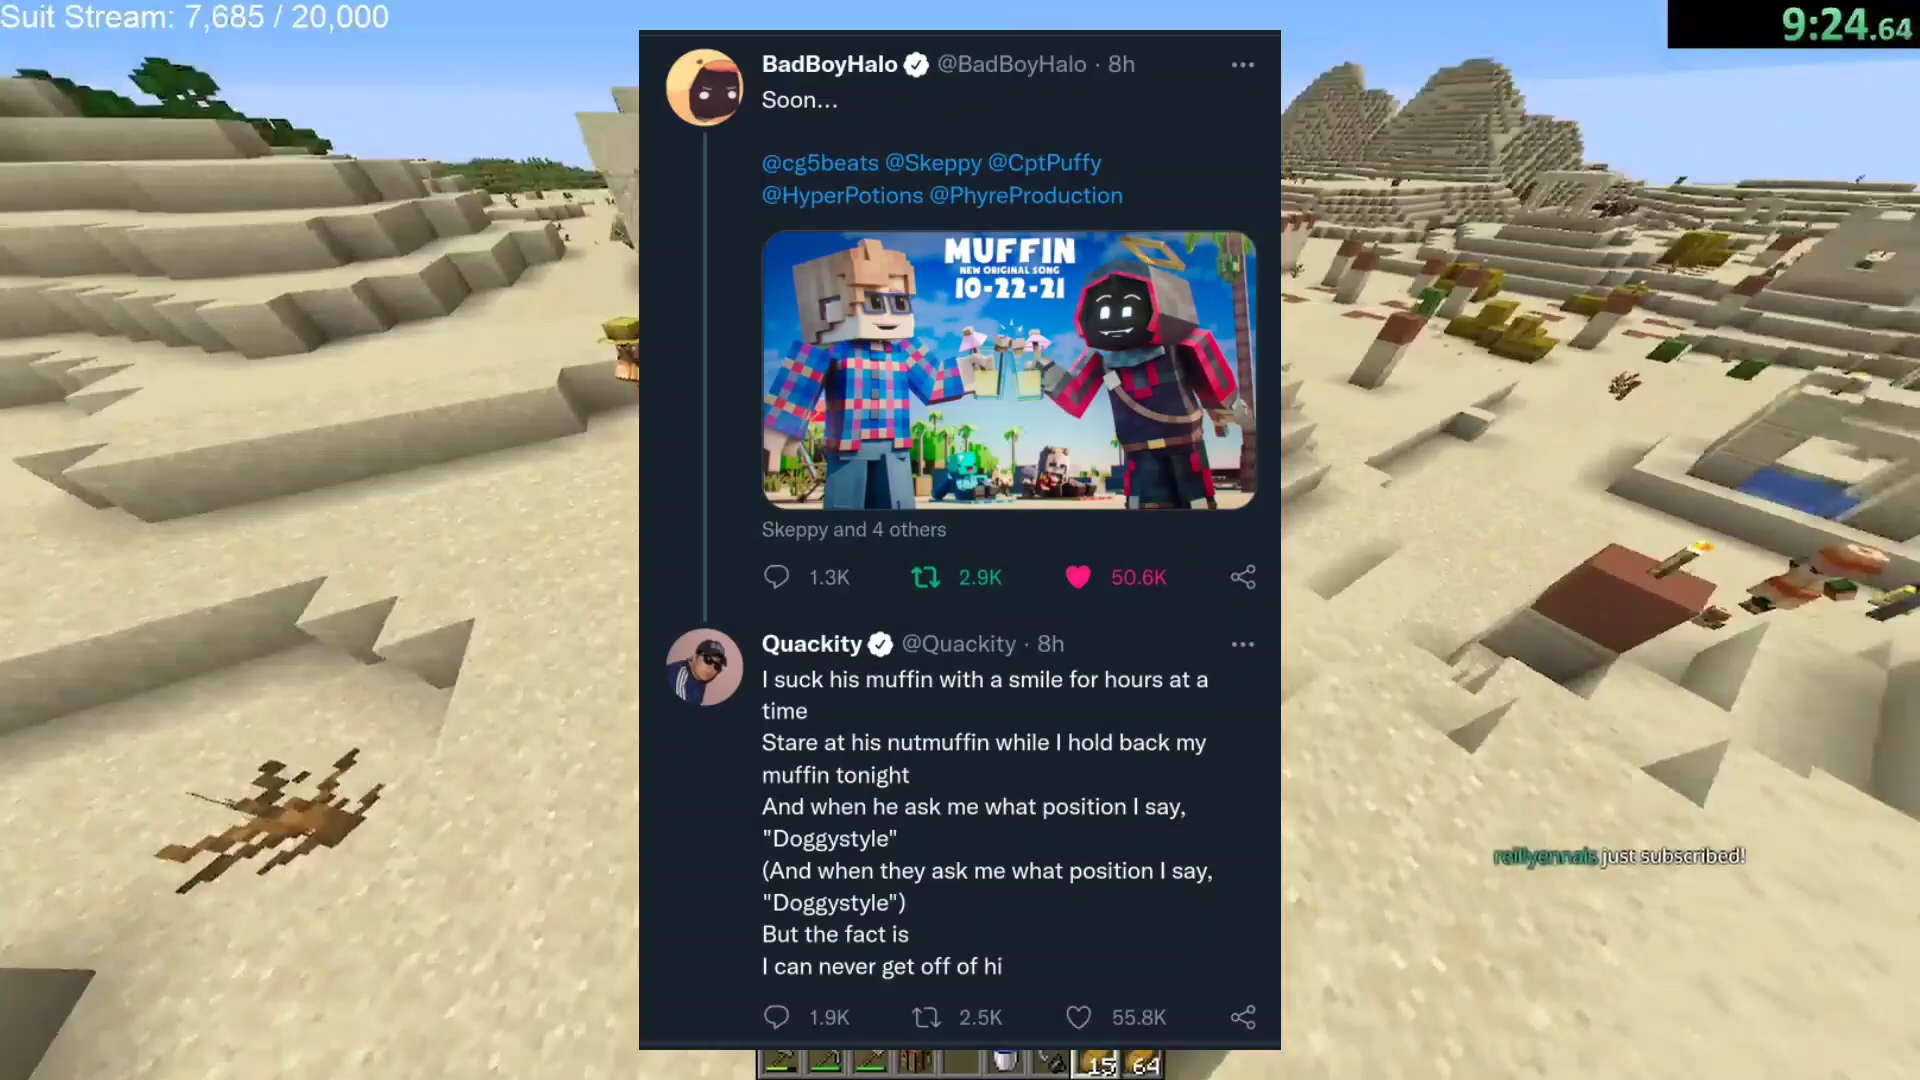 Suit Stream: 7,685 / 20,000
9:24.64
BadBoyHalo @BadBoyHalo · 8h
Soon...
@cg5beats @Skeppy @CptPuffy
@HyperPotions @PhyreProduction
MUFFIN
NEW ORIGINAL SONG
10-22-21
Skeppy and 4 others
1.3K 2.9K 50.6K
Quackity @Quackity · 8h
I suck his muffin with a smile for hours at a
time
Stare at his nutmuffin while I hold back my
muffin tonight
And when he ask me what position I say,
"Doggystyle"
(And when they ask me what position I say,
"Doggystyle")
But the fact is
I can never get off of hi
1.9K 2.5K 55.8K
reillyennais just subscribed!
15 64